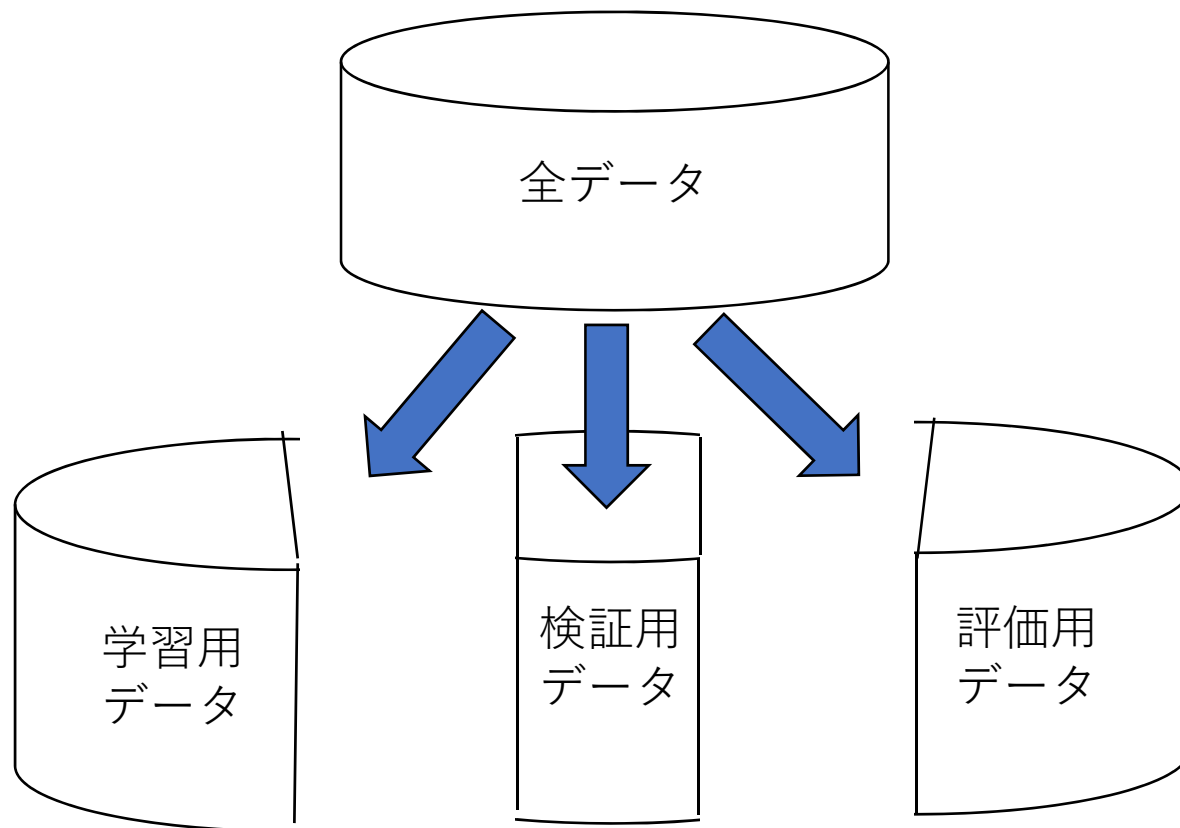 全データ
学習用
データ
検証用
データ
評価用
データ